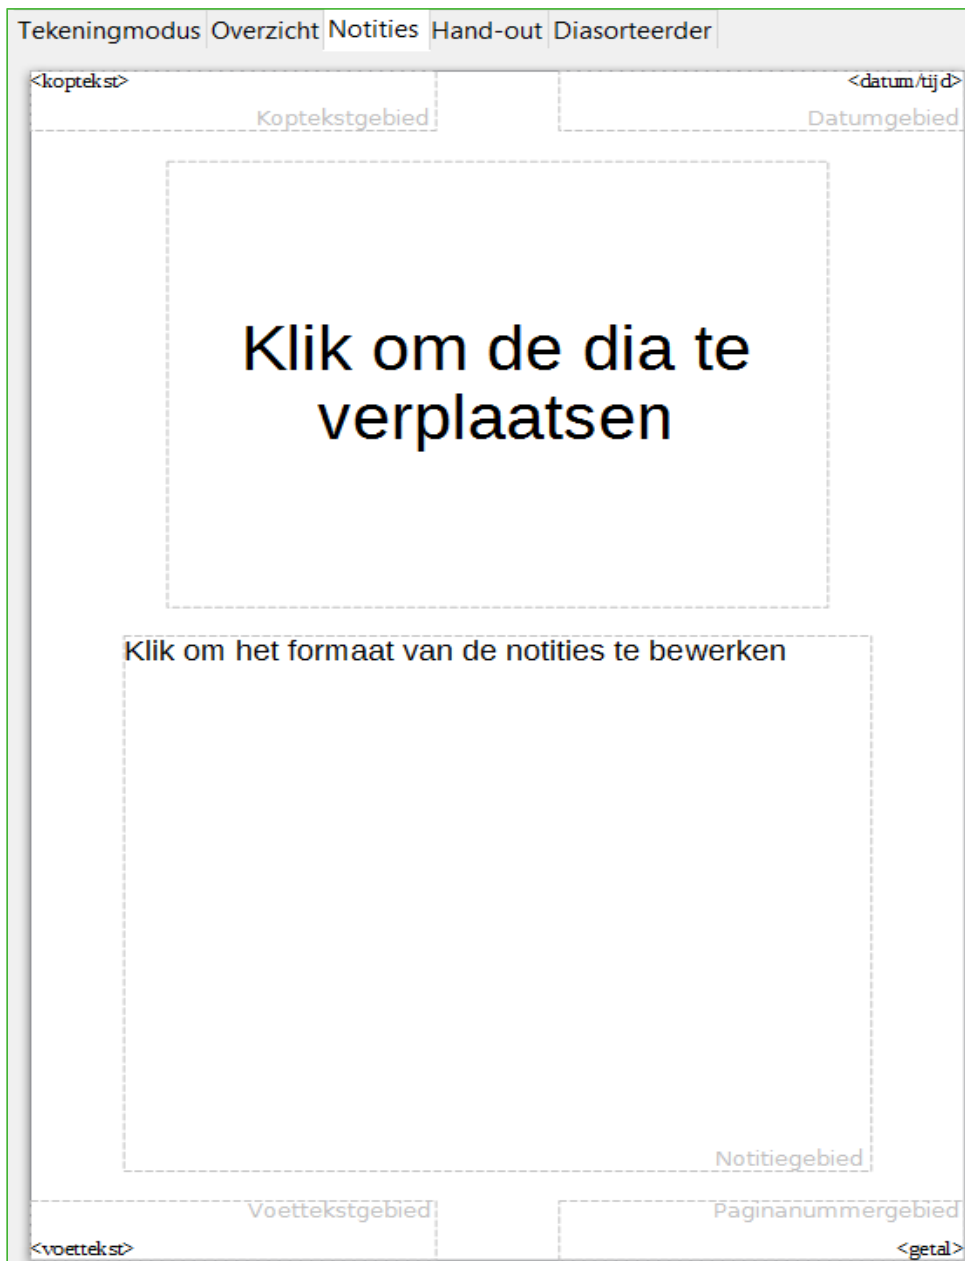 Tekeningmodus Overzicht Notities Hand-out Diasorteerder
<koptekst> <datum/tijd>
Koptekstgebied Datumgebied
Klik om de dia te
verplaatsen
Klik om het formaat van de notities te bewerken
Notitiegebied
Voettekstgebied Paginanummergebied
<voettekst> <getal>